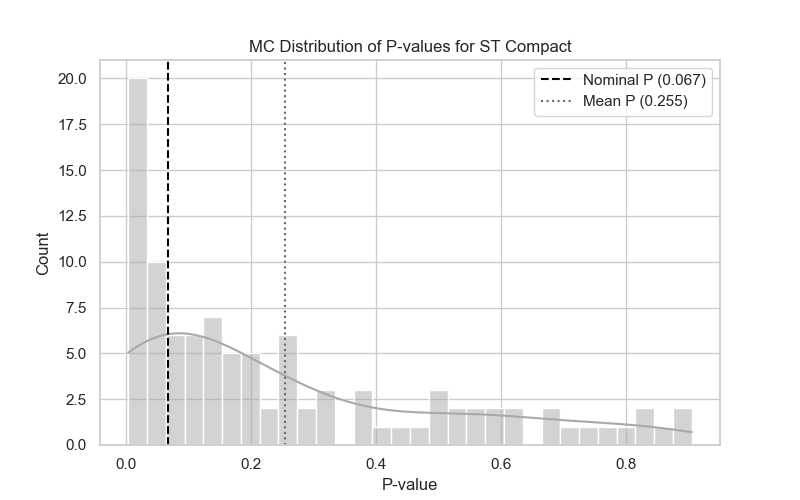 MC Distribution of P-values for ST Compact
Nominal P (0.067)
Mean P (0.255)
20.0
17.5
15.0
12.5
10.0
7.5
5.0
2.5
0.0
Count
0.0 0.2 0.4 0.6 0.8
P-value